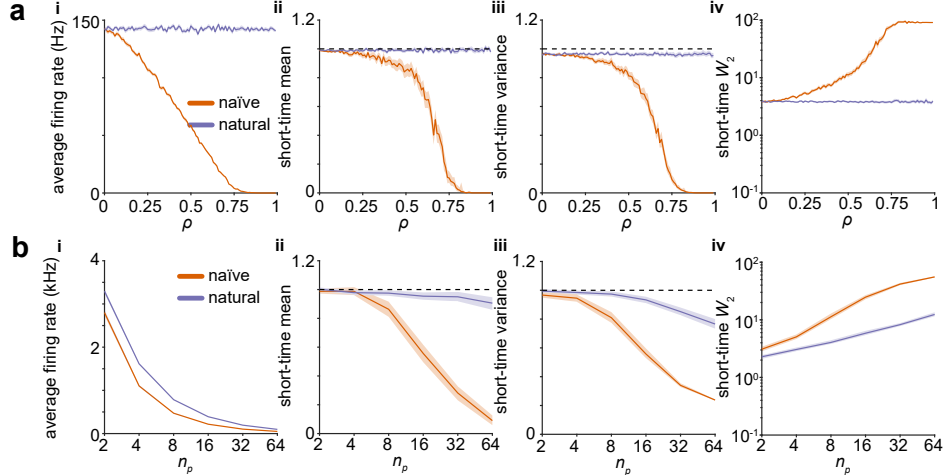 a
i
average firing rate (Hz)
150
0
0
0.25
0.5
0.75
1
ρ
naïve
natural
ii
short-time mean
1.2
0
0
0.25
0.5
0.75
1
ρ
iii
short-time variance
1.2
0
0
0.25
0.5
0.75
1
ρ
iv
short-time W₂
10²
10¹
10⁰
10⁻¹
0
0.25
0.5
0.75
1
ρ
b
i
average firing rate (kHz)
4
2
0
2
4
8
16
32
64
nₚ
naïve
natural
ii
short-time mean
1.2
0
2
4
8
16
32
64
nₚ
iii
short-time variance
1.2
0
2
4
8
16
32
64
nₚ
iv
short-time W₂
10²
10¹
10⁰
10⁻¹
2
4
8
16
32
64
nₚ